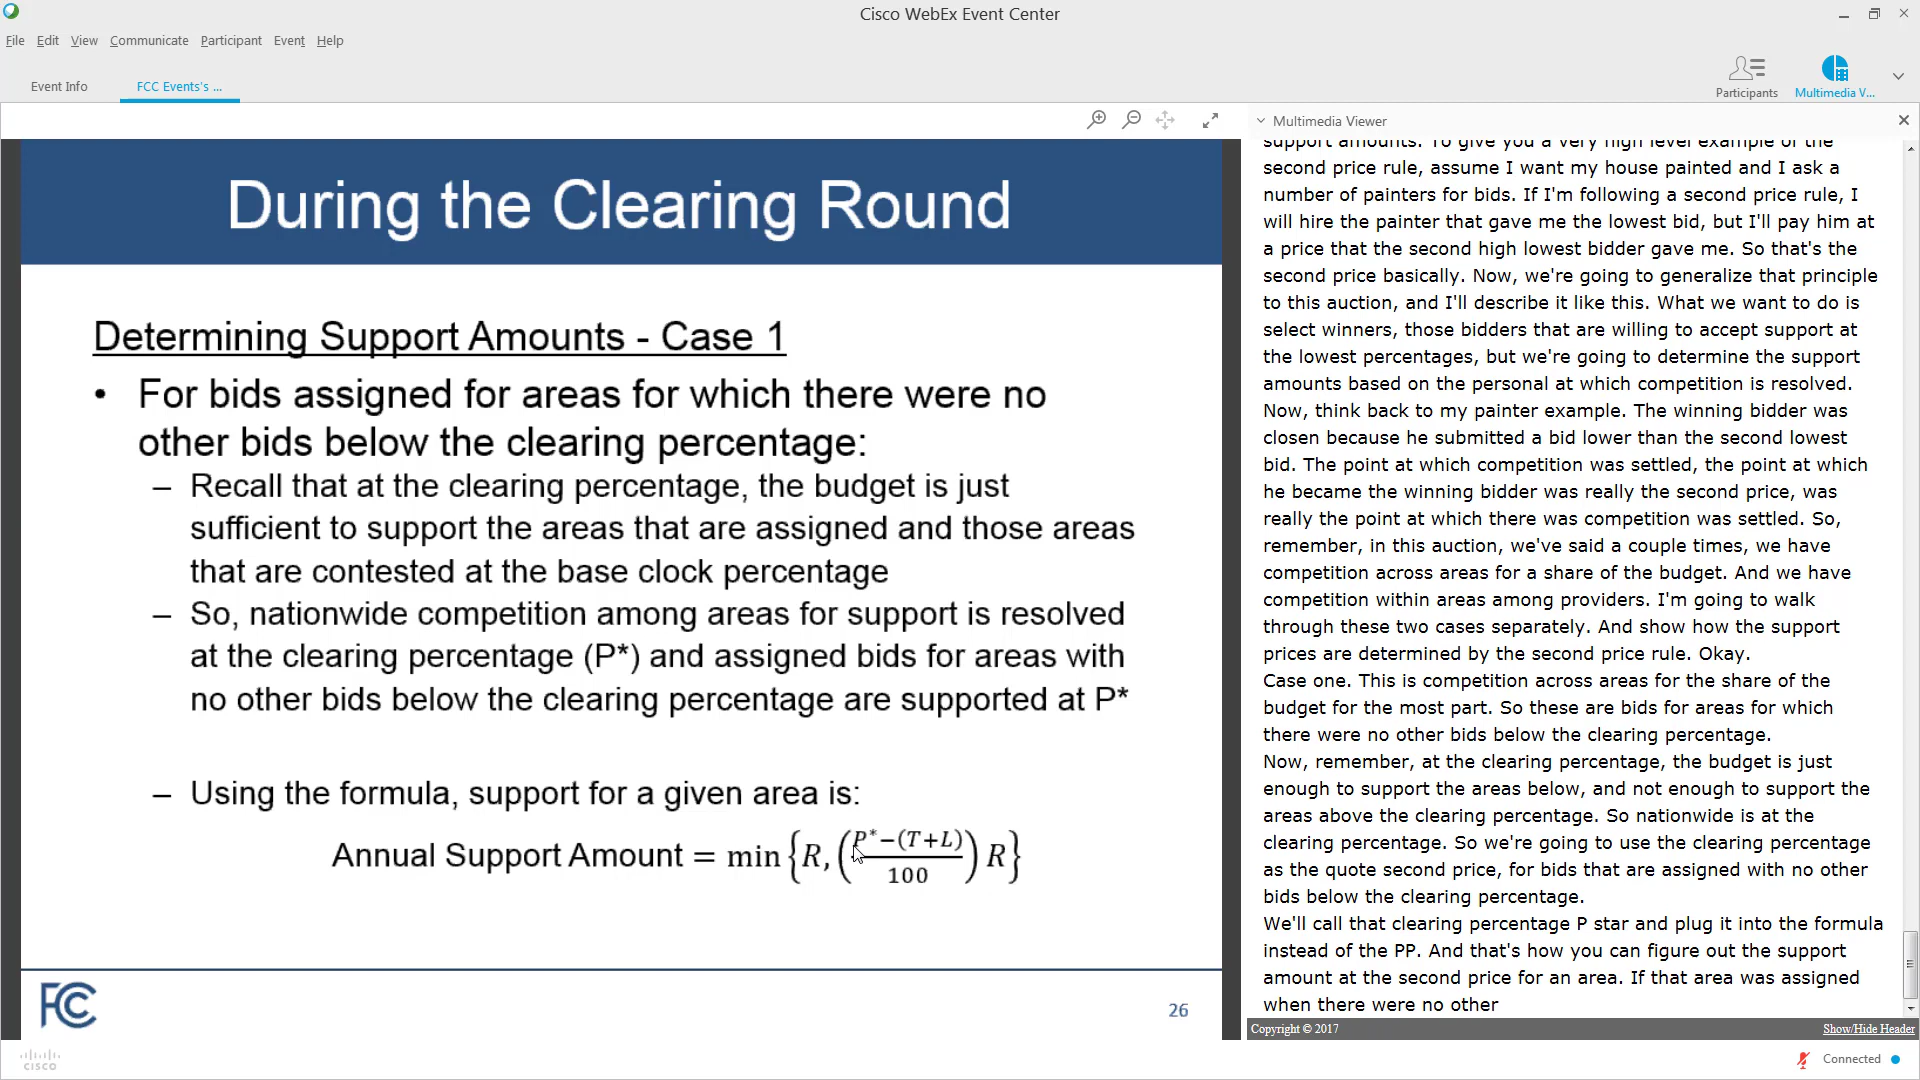 Cisco WebEx Event Center
File Edit View Communicate Participant Event Help
Event Info FCC Events's ...
Participants Multimedia V...
During the Clearing Round
Determining Support Amounts - Case 1
• For bids assigned for areas for which there were no
other bids below the clearing percentage:
– Recall that at the clearing percentage, the budget is just
sufficient to support the areas that are assigned and those areas
that are contested at the base clock percentage
– So, nationwide competition among areas for support is resolved
at the clearing percentage (P*) and assigned bids for areas with
no other bids below the clearing percentage are supported at P*
– Using the formula, support for a given area is:
Annual Support Amount = min {R, ((P* − (T+L))/100) R}
FCC
26
Multimedia Viewer
support amounts. To give you a very high level example of the
second price rule, assume I want my house painted and I ask a
number of painters for bids. If I'm following a second price rule, I
will hire the painter that gave me the lowest bid, but I'll pay him at
a price that the second high lowest bidder gave me. So that's the
second price basically. Now, we're going to generalize that principle
to this auction, and I'll describe it like this. What we want to do is
select winners, those bidders that are willing to accept support at
the lowest percentages, but we're going to determine the support
amounts based on the personal at which competition is resolved.
Now, think back to my painter example. The winning bidder was
closen because he submitted a bid lower than the second lowest
bid. The point at which competition was settled, the point at which
he became the winning bidder was really the second price, was
really the point at which there was competition was settled. So,
remember, in this auction, we've said a couple times, we have
competition across areas for a share of the budget. And we have
competition within areas among providers. I'm going to walk
through these two cases separately. And show how the support
prices are determined by the second price rule. Okay.
Case one. This is competition across areas for the share of the
budget for the most part. So these are bids for areas for which
there were no other bids below the clearing percentage.
Now, remember, at the clearing percentage, the budget is just
enough to support the areas below, and not enough to support the
areas above the clearing percentage. So nationwide is at the
clearing percentage. So we're going to use the clearing percentage
as the quote second price, for bids that are assigned with no other
bids below the clearing percentage.
We'll call that clearing percentage P star and plug it into the formula
instead of the PP. And that's how you can figure out the support
amount at the second price for an area. If that area was assigned
when there were no other
Copyright © 2017 Show/Hide Header
cisco
Connected